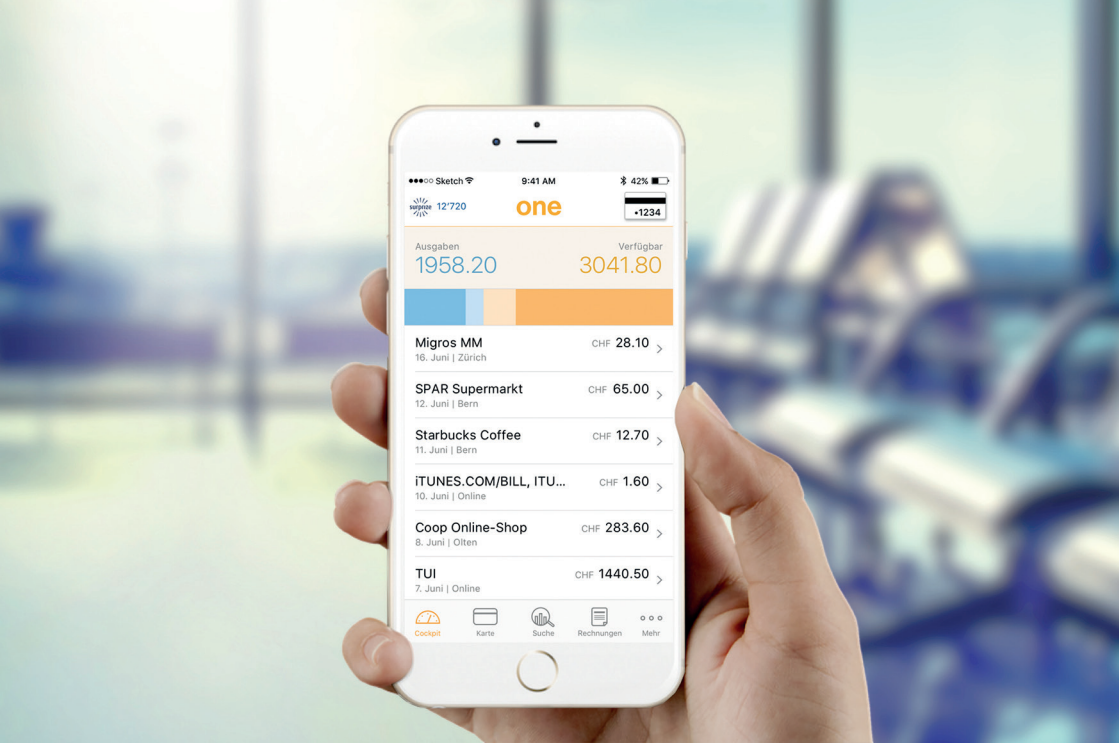 Sketch
9:41 AM
42%
surprize
12'720
one
•1234
Ausgaben
Verfügbar
1958.20
3041.80
Migros MM
CHF 28.10
16. Juni | Zürich
SPAR Supermarkt
CHF 65.00
12. Juni | Bern
Starbucks Coffee
CHF 12.70
11. Juni | Bern
iTUNES.COM/BILL, ITU...
CHF 1.60
10. Juni | Online
Coop Online-Shop
CHF 283.60
8. Juni | Olten
TUI
CHF 1440.50
7. Juni | Online
Cockpit
Karte
Suche
Rechnungen
Mehr